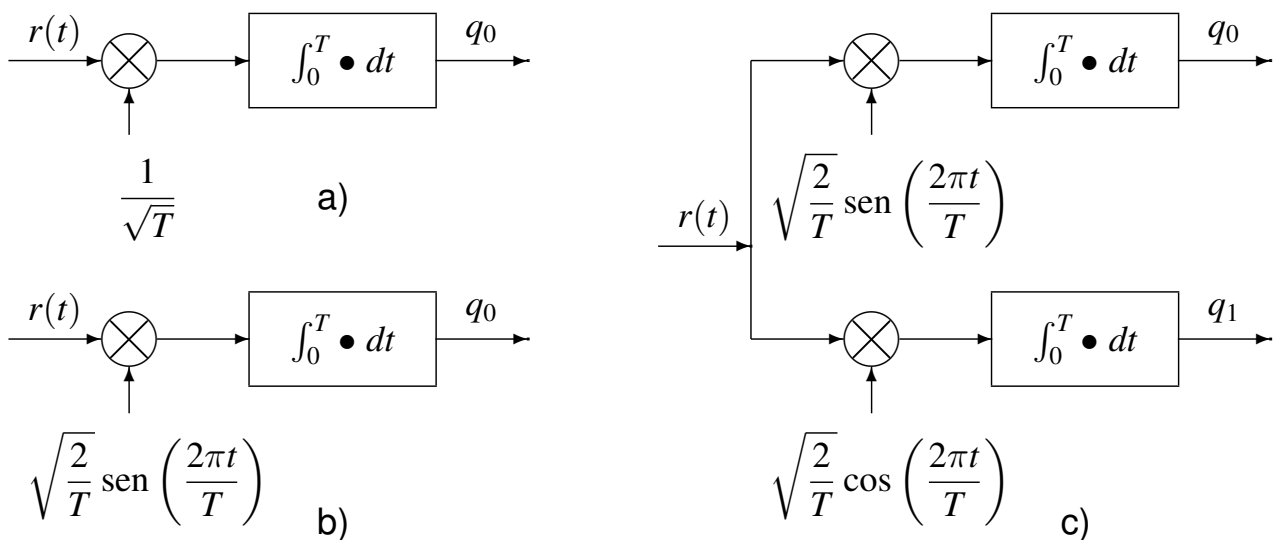 r(t) ∫₀ᵀ • dt q₀
1/√T
a)
r(t) ∫₀ᵀ • dt q₀
√(2/T) sen (2πt/T)
b)
∫₀ᵀ • dt q₀
√(2/T) sen (2πt/T)
r(t)
∫₀ᵀ • dt q₁
√(2/T) cos (2πt/T)
c)